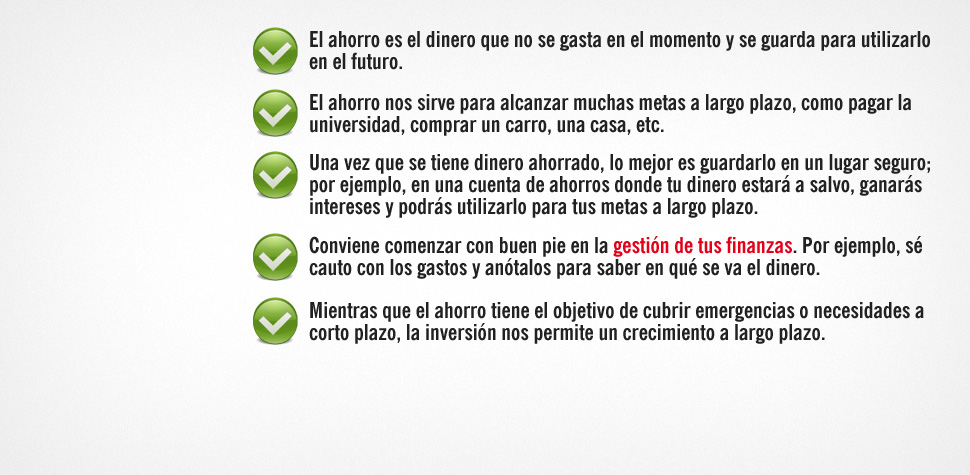 El ahorro es el dinero que no se gasta en el momento y se guarda para utilizarlo
en el futuro.
El ahorro nos sirve para alcanzar muchas metas a largo plazo, como pagar la
universidad, comprar un carro, una casa, etc.
Una vez que se tiene dinero ahorrado, lo mejor es guardarlo en un lugar seguro;
por ejemplo, en una cuenta de ahorros donde tu dinero estará a salvo, ganarás
intereses y podrás utilizarlo para tus metas a largo plazo.
Conviene comenzar con buen pie en la gestión de tus finanzas. Por ejemplo, sé
cauto con los gastos y anótalos para saber en qué se va el dinero.
Mientras que el ahorro tiene el objetivo de cubrir emergencias o necesidades a
corto plazo, la inversión nos permite un crecimiento a largo plazo.